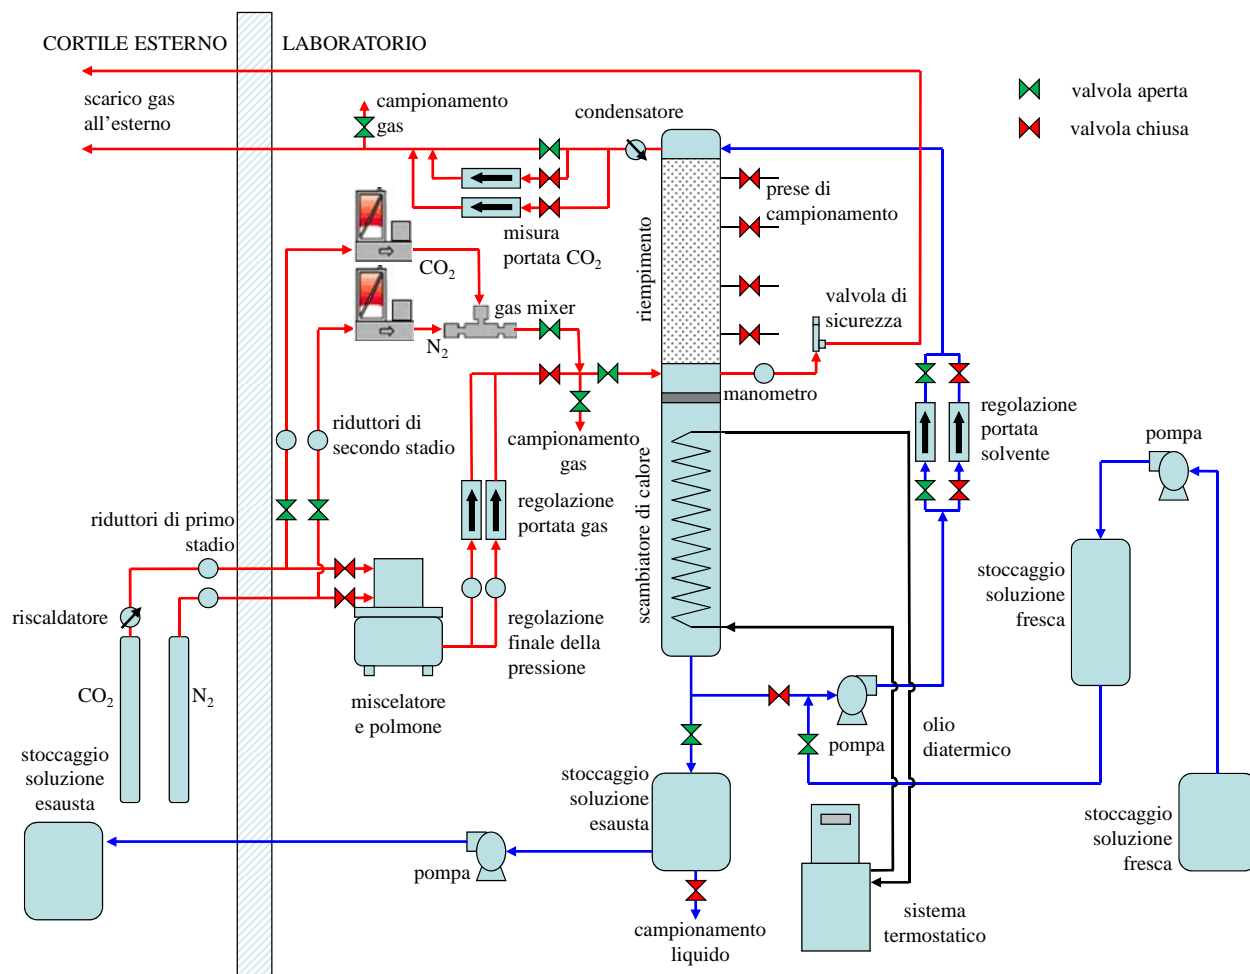 CORTILE ESTERNO
LABORATORIO
scarico gas
all'esterno
campionamento
gas
condensatore
valvola aperta
valvola chiusa
prese di
campionamento
misura
portata CO2
CO2
riempimento
gas mixer
N2
valvola di
sicurezza
manometro
riduttori di
secondo stadio
campionamento
gas
regolazione
portata
solvente
pompa
scambiatore di calore
regolazione
portata gas
riduttori di primo
stadio
stoccaggio
soluzione
fresca
riscaldatore
regolazione
finale della
pressione
CO2
N2
miscelatore
e polmone
olio
diatermico
pompa
stoccaggio
soluzione
esausta
stoccaggio
soluzione
esausta
stoccaggio
soluzione
fresca
pompa
sistema
termostatico
campionamento
liquido